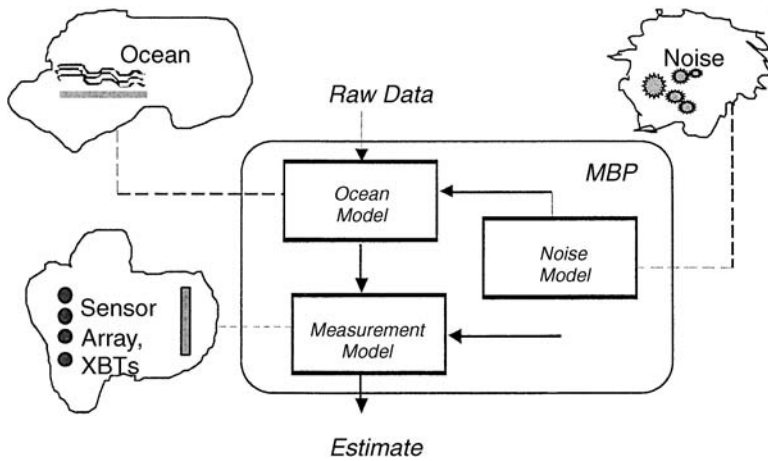 Ocean
Noise
Raw Data
MBP
Ocean
Model
Noise
Model
Sensor
Array,
XBTs
Measurement
Model
Estimate